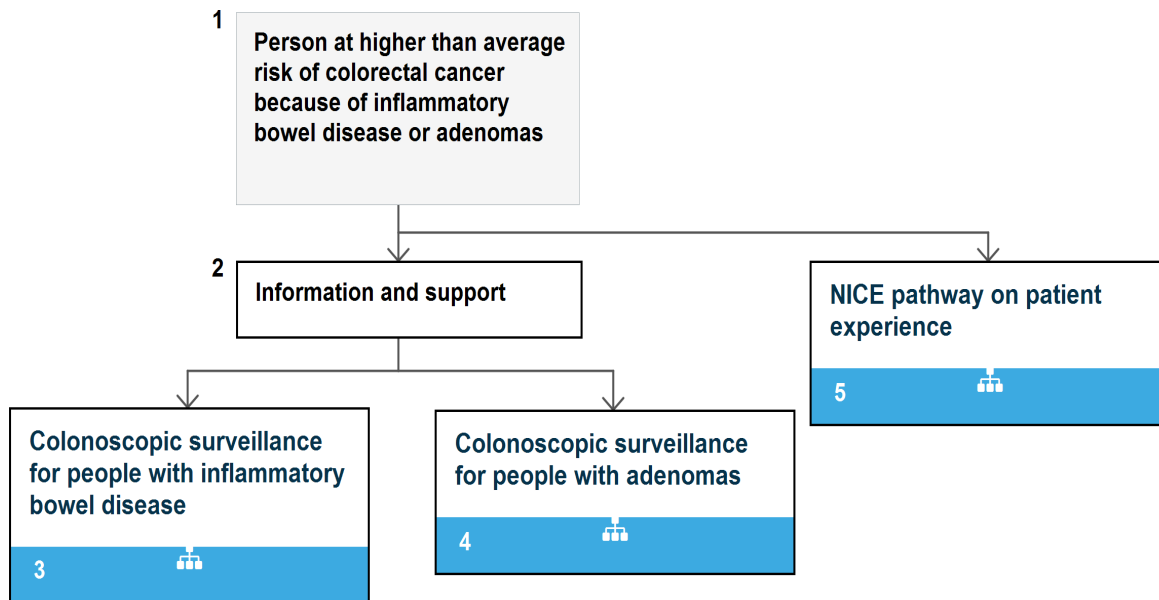 1
Person at higher than average
risk of colorectal cancer
because of inflammatory
bowel disease or adenomas
2
Information and support
NICE pathway on patient
experience
5
Colonoscopic surveillance
for people with inflammatory
bowel disease
3
Colonoscopic surveillance
for people with adenomas
4